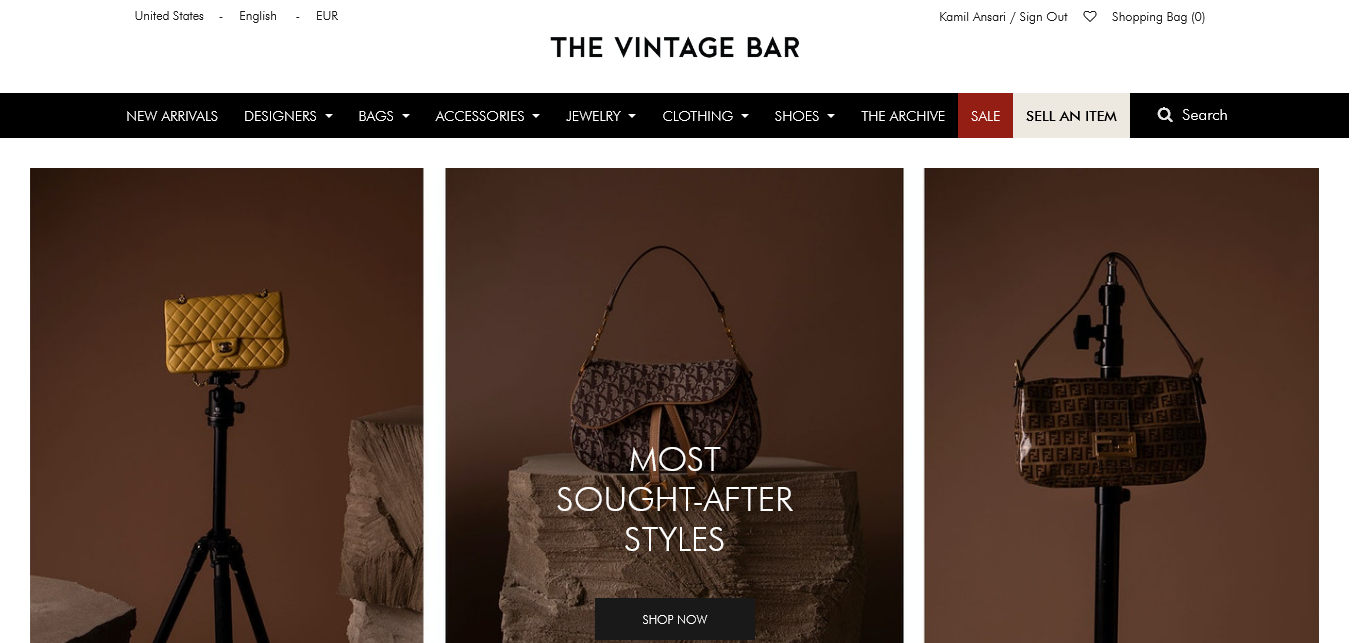 United States - English - EUR
Kamil Ansari / Sign Out Shopping Bag (0)
THE VINTAGE BAR
NEW ARRIVALS DESIGNERS BAGS ACCESSORIES JEWELRY CLOTHING SHOES THE ARCHIVE SALE SELL AN ITEM Search
MOST
SOUGHT-AFTER
STYLES
SHOP NOW